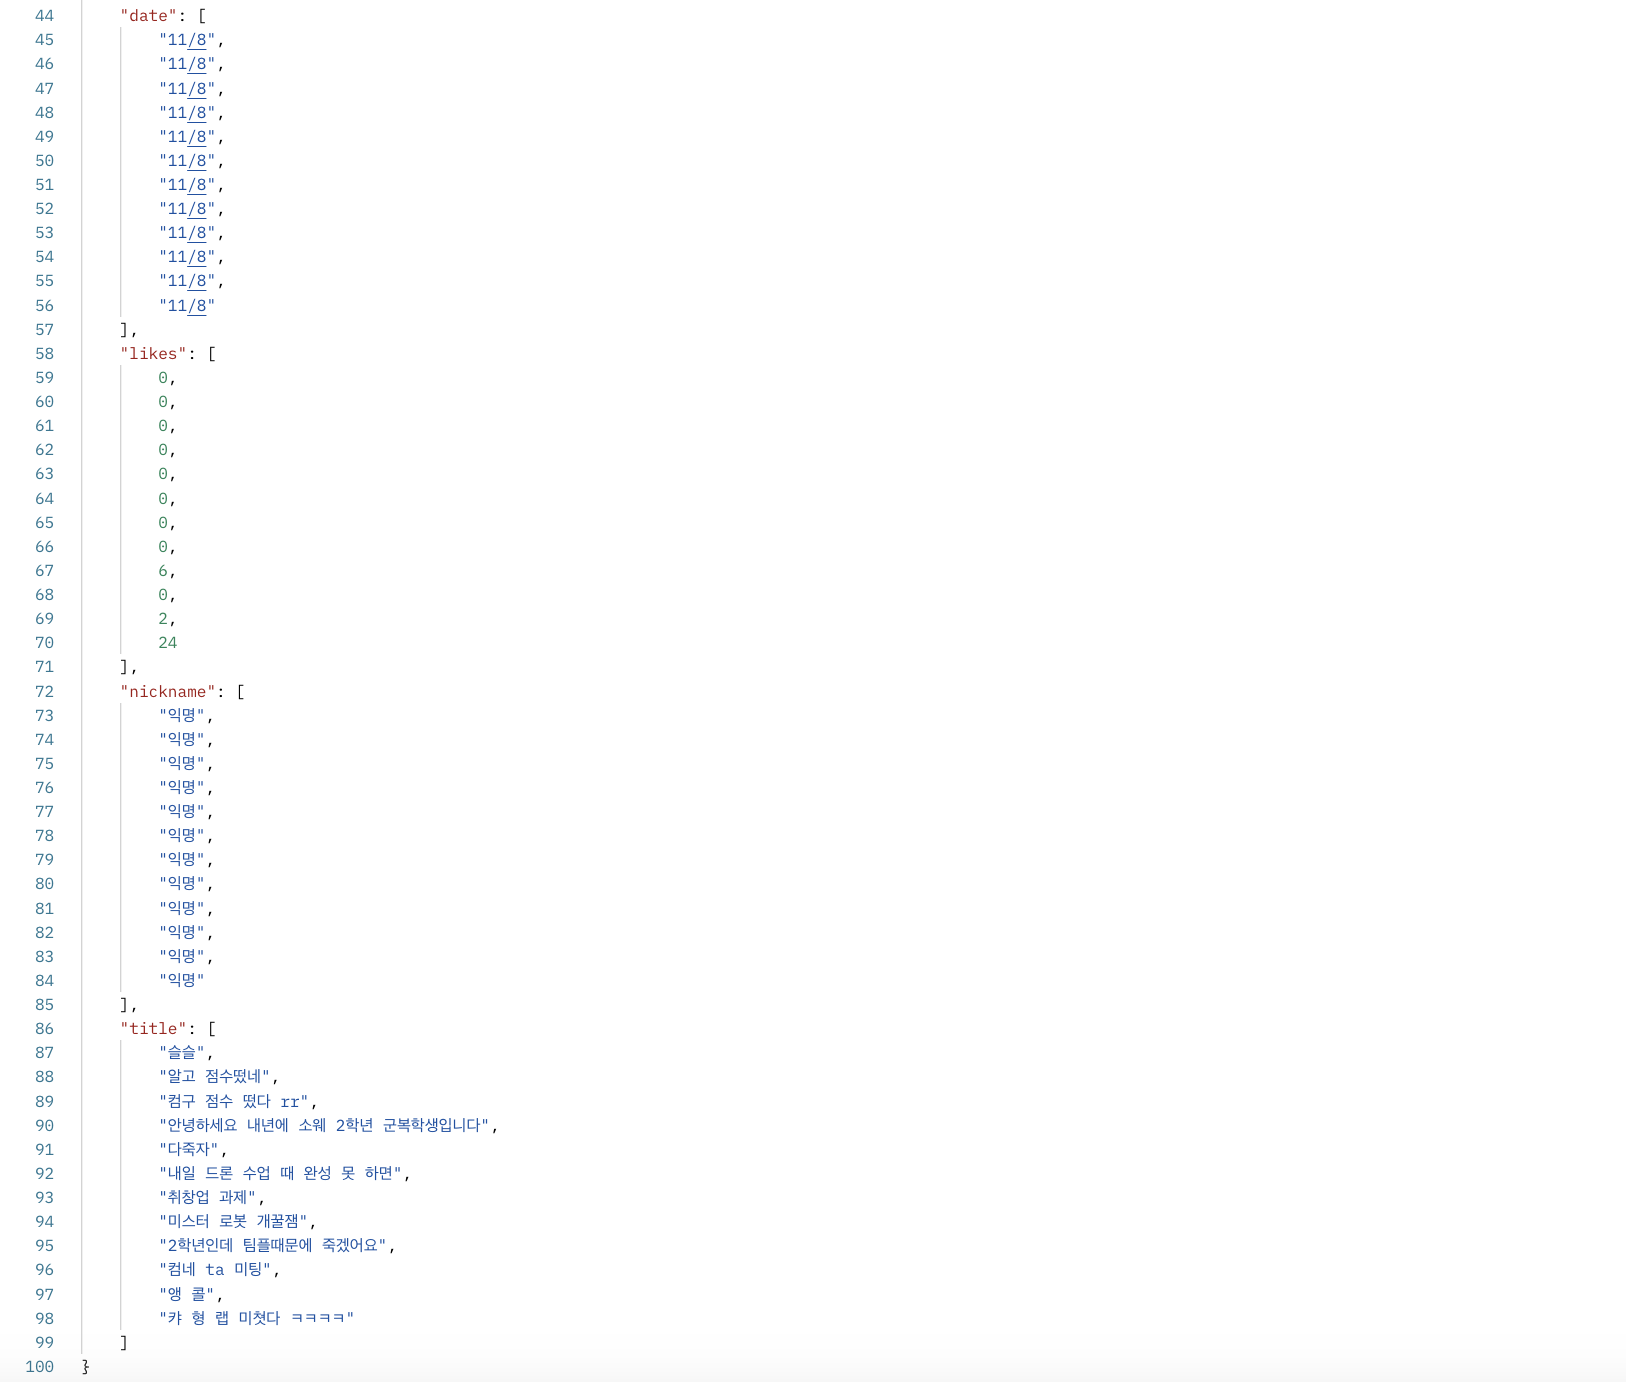 44 "date": [
45 "11/8",
46 "11/8",
47 "11/8",
48 "11/8",
49 "11/8",
50 "11/8",
51 "11/8",
52 "11/8",
53 "11/8",
54 "11/8",
55 "11/8",
56 "11/8"
57 ],
58 "likes": [
59 0,
60 0,
61 0,
62 0,
63 0,
64 0,
65 0,
66 0,
67 6,
68 0,
69 2,
70 24
71 ],
72 "nickname": [
73 "익명",
74 "익명",
75 "익명",
76 "익명",
77 "익명",
78 "익명",
79 "익명",
80 "익명",
81 "익명",
82 "익명",
83 "익명",
84 "익명"
85 ],
86 "title": [
87 "슬슬",
88 "알고 점수떴네",
89 "컴구 점수 떴다 rr",
90 "안녕하세요 내년에 소웨 2학년 군복학생입니다",
91 "다죽자",
92 "내일 드론 수업 때 완성 못 하면",
93 "취창업 과제",
94 "미스터 로봇 개꿀잼",
95 "2학년인데 팀플때문에 죽겠어요",
96 "컴네 ta 미팅",
97 "앵 콜",
98 "캬 형 랩 미쳣다 ㅋㅋㅋㅋ"
99 ]
100 }